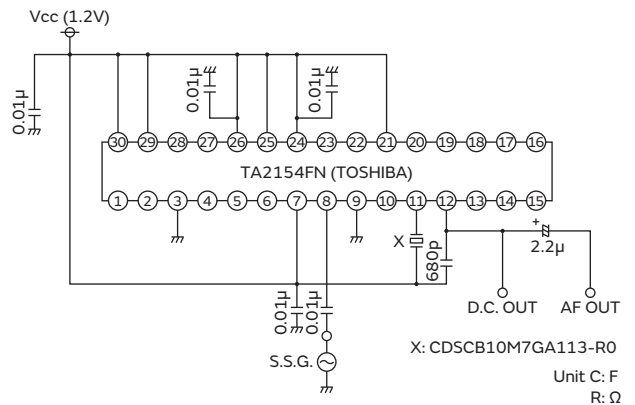 Vcc (1.2V)
0.01μ
0.01μ
0.01μ
30 29 28 27 26 25 24 23 22 21 20 19 18 17 16
TA2154FN (TOSHIBA)
1 2 3 4 5 6 7 8 9 10 11 12 13 14 15
X
680p
+
2.2μ
0.01μ
0.01μ
D.C. OUT
AF OUT
S.S.G.
X: CDSCB10M7GA113-R0
Unit C: F
R: Ω